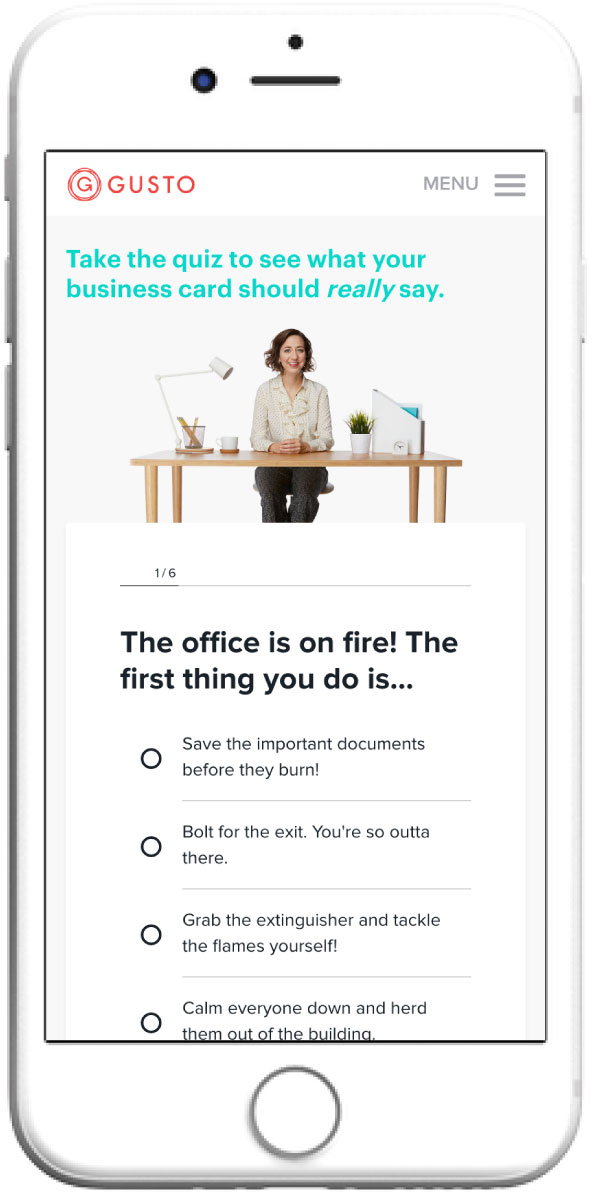 GUSTO
MENU
Take the quiz to see what your
business card should really say.
1/6
The office is on fire! The
first thing you do is...
Save the important documents
before they burn!
Bolt for the exit. You're so outta
there.
Grab the extinguisher and tackle
the flames yourself!
Calm everyone down and herd
them out of the building.